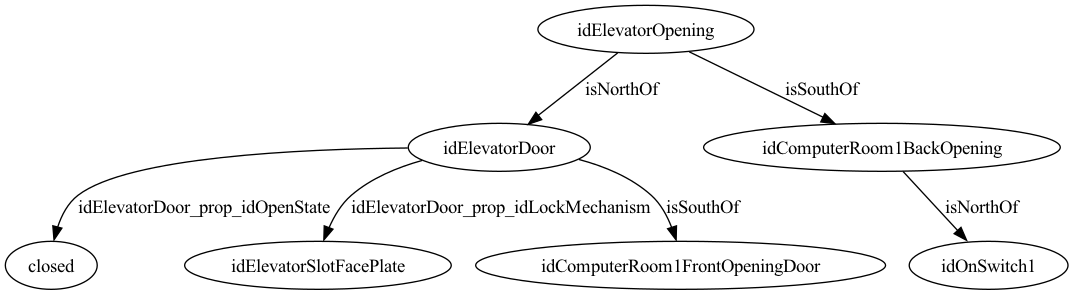 idElevatorOpening
isNorthOf
isSouthOf
idElevatorDoor
idComputerRoom1BackOpening
idElevatorDoor_prop_idOpenState
idElevatorDoor_prop_idLockMechanism
isSouthOf
isNorthOf
closed
idElevatorSlotFacePlate
idComputerRoom1FrontOpeningDoor
idOnSwitch1